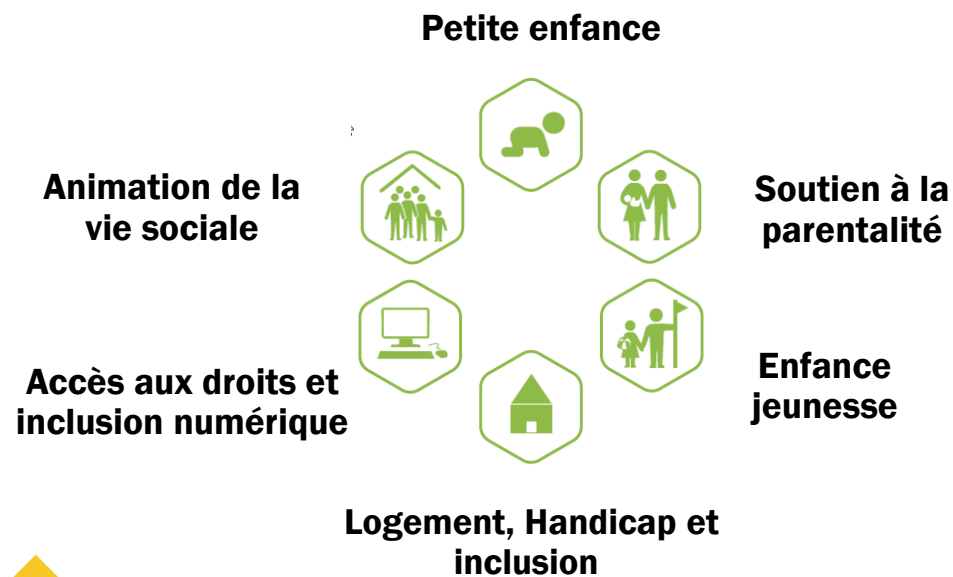 Petite enfance
Animation de la
vie sociale
Soutien à la
parentalité
Accès aux droits et
inclusion numérique
Enfance
jeunesse
Logement, Handicap et
inclusion